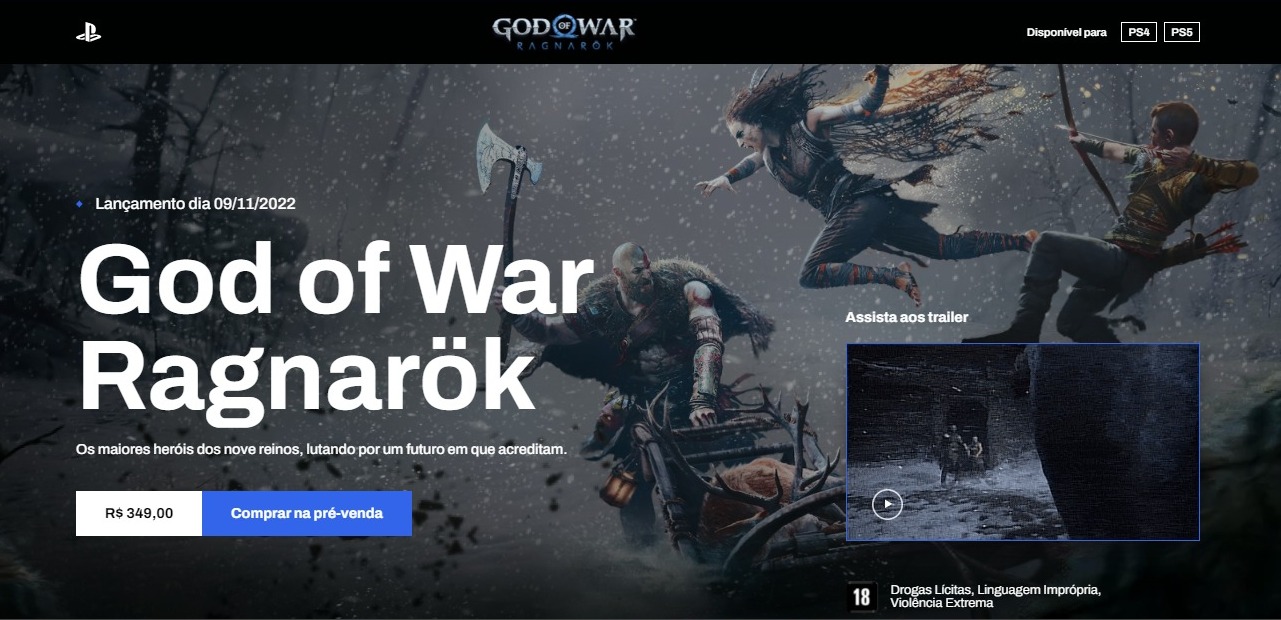 GOD OF WAR
RAGNARÖK
Disponível para PS4 PS5
Lançamento dia 09/11/2022
God of War
Ragnarök
Os maiores heróis dos nove reinos, lutando por um futuro em que acreditam.
R$ 349,00 Comprar na pré-venda
Assista aos trailer
18
Drogas Lícitas, Linguagem Imprópria,
Violência Extrema